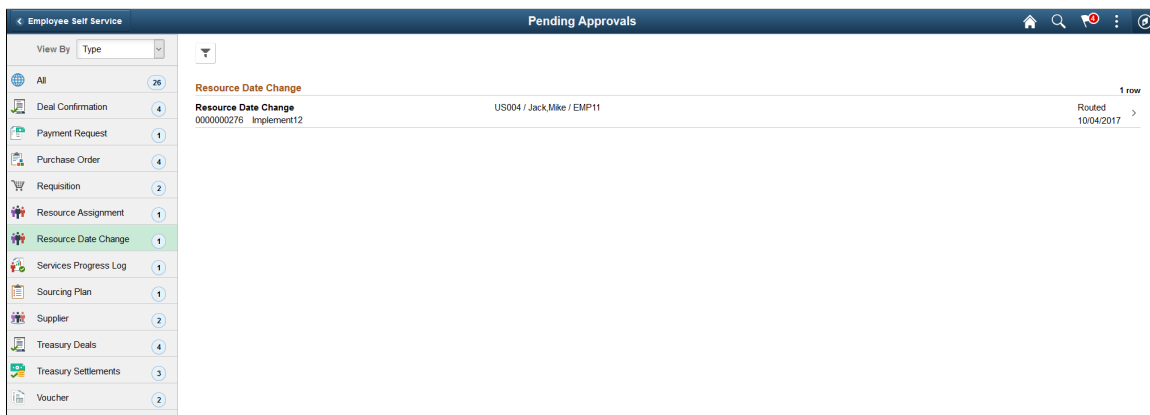 Employee Self Service
Pending Approvals
4
View By Type
All 26
Deal Confirmation 4
Payment Request 1
Purchase Order 4
Requisition 2
Resource Assignment 1
Resource Date Change 1
Services Progress Log 1
Sourcing Plan 1
Supplier 2
Treasury Deals 4
Treasury Settlements 3
Voucher 2
Resource Date Change
1 row
Resource Date Change US004 / Jack,Mike / EMP11 Routed
0000000276 Implement12 10/04/2017